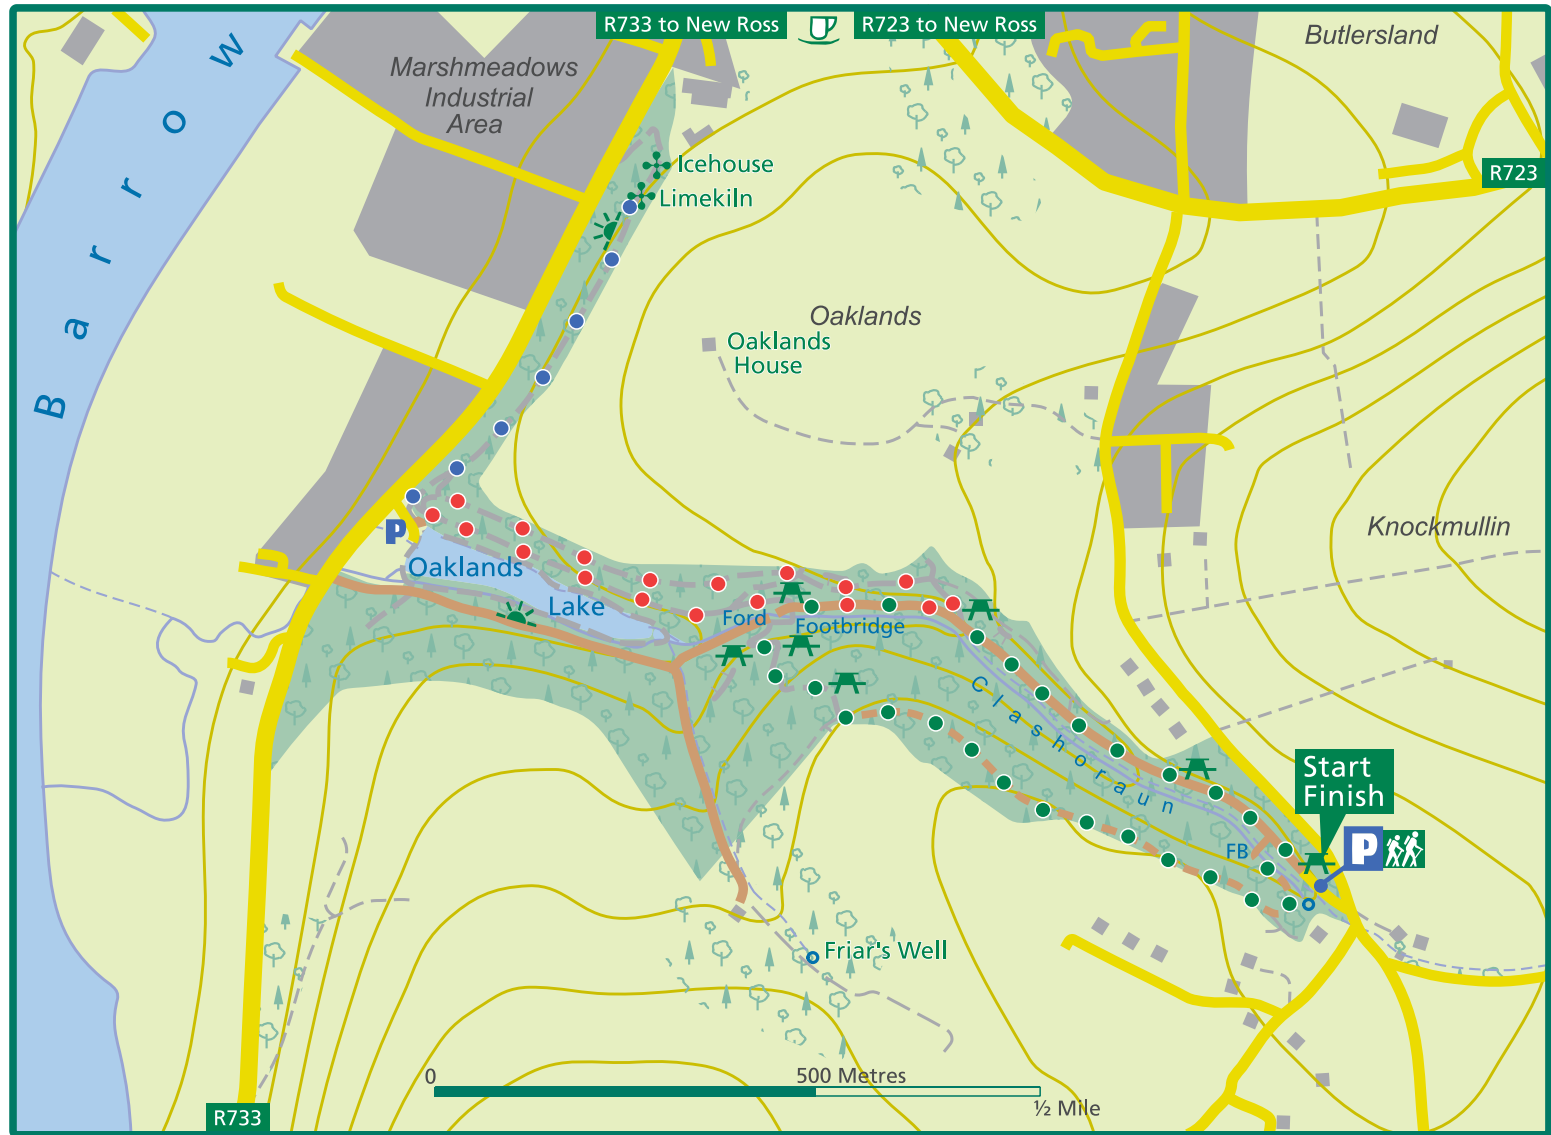 R733 to New Ross
R723 to New Ross
Butlersland
Marshmeadows
Industrial
Area
Barrow
Icehouse
Limekiln
R723
Oaklands
Oaklands
House
Knockmullin
P
Oaklands
Lake
Ford
Footbridge
Clashoraun
Start
Finish
P
FB
Friar's Well
0
500 Metres
½ Mile
R733